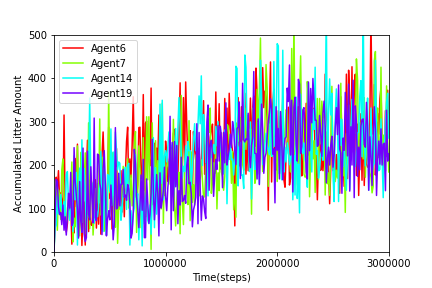 500
400
300
200
100
0
Accumulated Litter Amount
Agent6
Agent7
Agent14
Agent19
0 1000000 2000000 3000000
Time(steps)